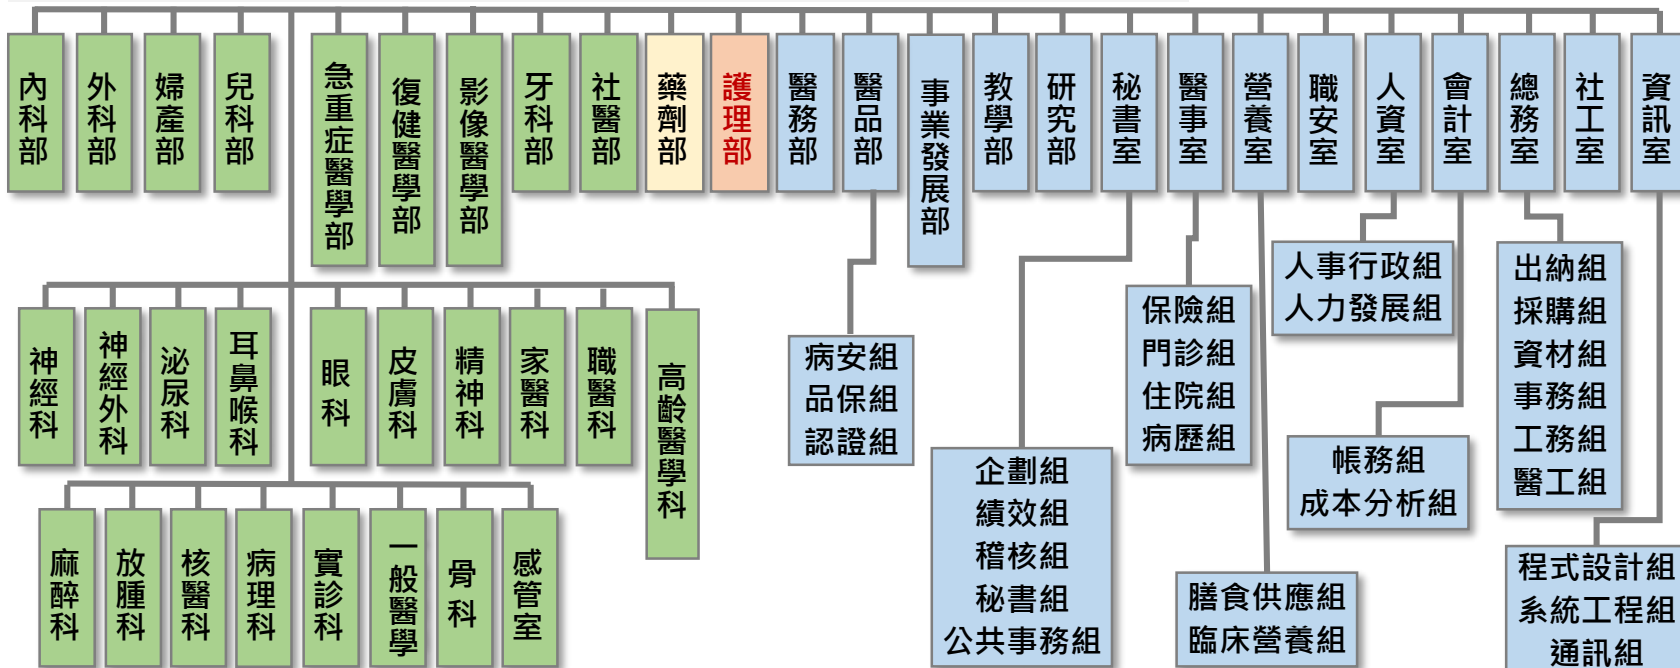 內科部
外科部
婦產部
兒科部
急重症醫學部
復健醫學部
影像醫學部
牙科部
社醫部
藥劑部
護理部
醫務部
醫品部
事業發展部
教學部
研究部
秘書室
醫事室
營養室
職安室
人資室
會計室
總務室
社工室
資訊室
神經科
神經外科
泌尿科
耳鼻喉科
眼科
皮膚科
精神科
家醫科
職醫科
高齡醫學科
麻醉科
放腫科
核醫科
病理科
實診科
一般醫學
骨科
感管室
病安組
品保組
認證組
企劃組
績效組
稽核組
秘書組
公共事務組
保險組
門診組
住院組
病歷組
膳食供應組
臨床營養組
人事行政組
人力發展組
帳務組
成本分析組
出納組
採購組
資材組
事務組
工務組
醫工組
程式設計組
系統工程組
通訊組